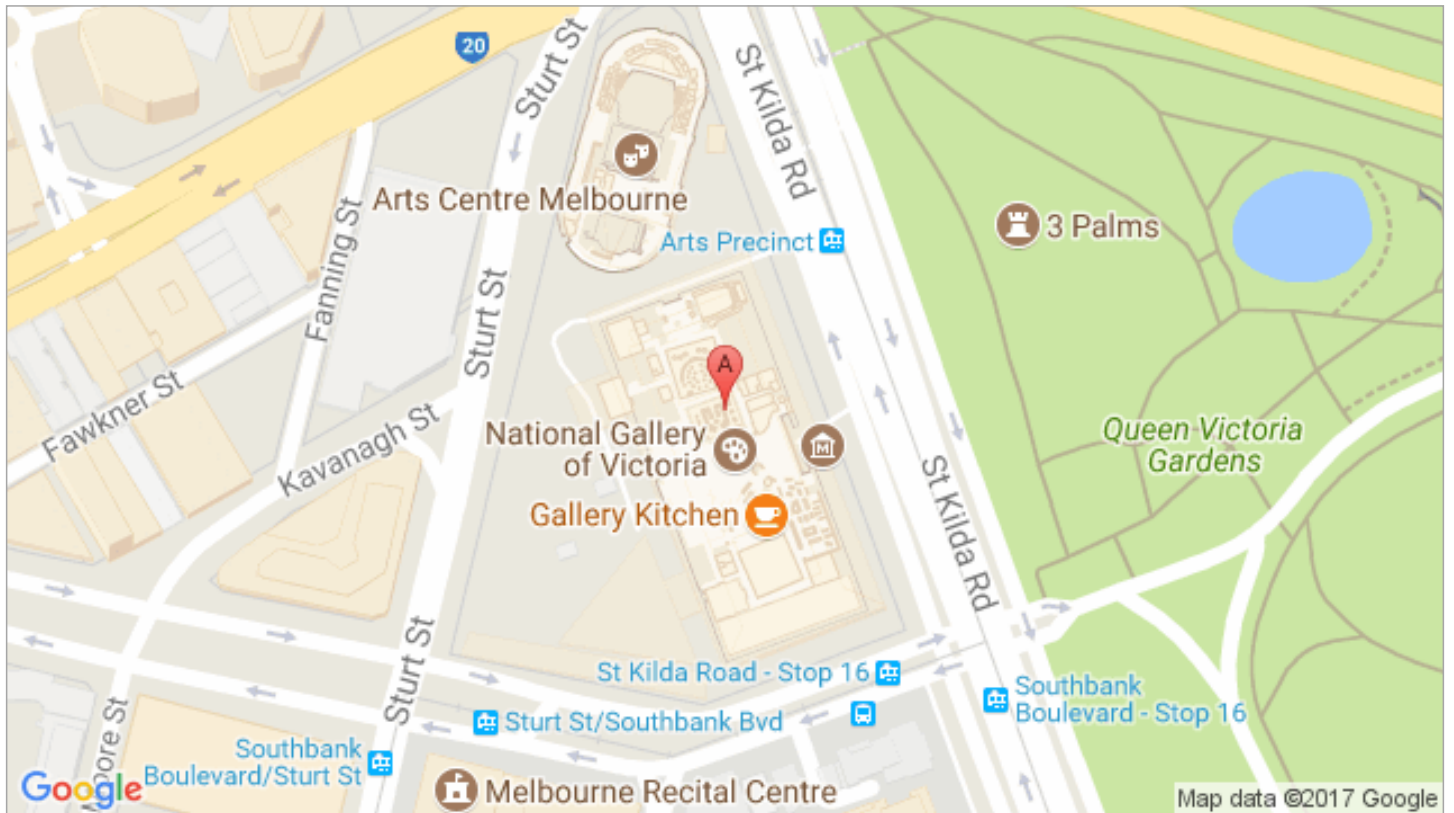 20
Sturt St
St Kilda Rd
Arts Centre Melbourne
3 Palms
Arts Precinct
Fanning St
Sturt St
A
Fawkner St
Kavanagh St
National Gallery
of Victoria
M
Queen Victoria
Gardens
Gallery Kitchen
St Kilda Rd
Sturt St
St Kilda Road - Stop 16
Southbank
Boulevard - Stop 16
Sturt St/Southbank Bvd
Southbank
Boulevard/Sturt St
Google
Melbourne Recital Centre
Map data ©2017 Google